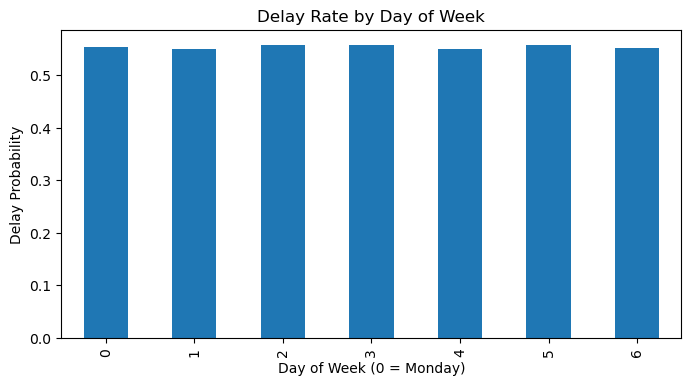 Delay Rate by Day of Week
Delay Probability
0.5
0.4
0.3
0.2
0.1
0.0
0 1 2 3 4 5 6
Day of Week (0 = Monday)